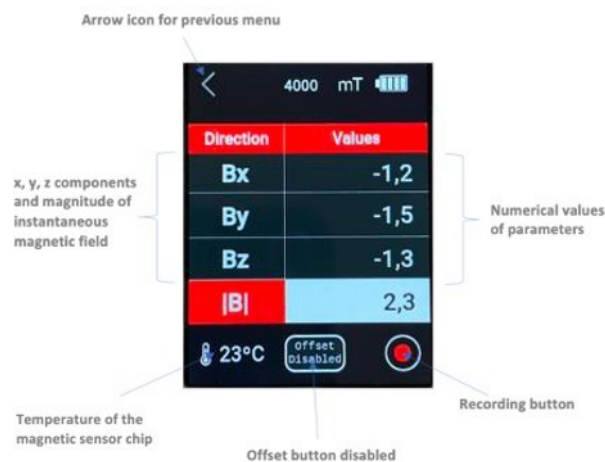 Arrow icon for previous menu
4000 mT
Direction Values
Bx -1,2
By -1,5
Bz -1,3
|B| 2,3
23°C
Offset
Disabled
x, y, z components
and magnitude of
instantaneous
magnetic field
Numerical values
of parameters
Temperature of the
magnetic sensor chip
Offset button disabled
Recording button